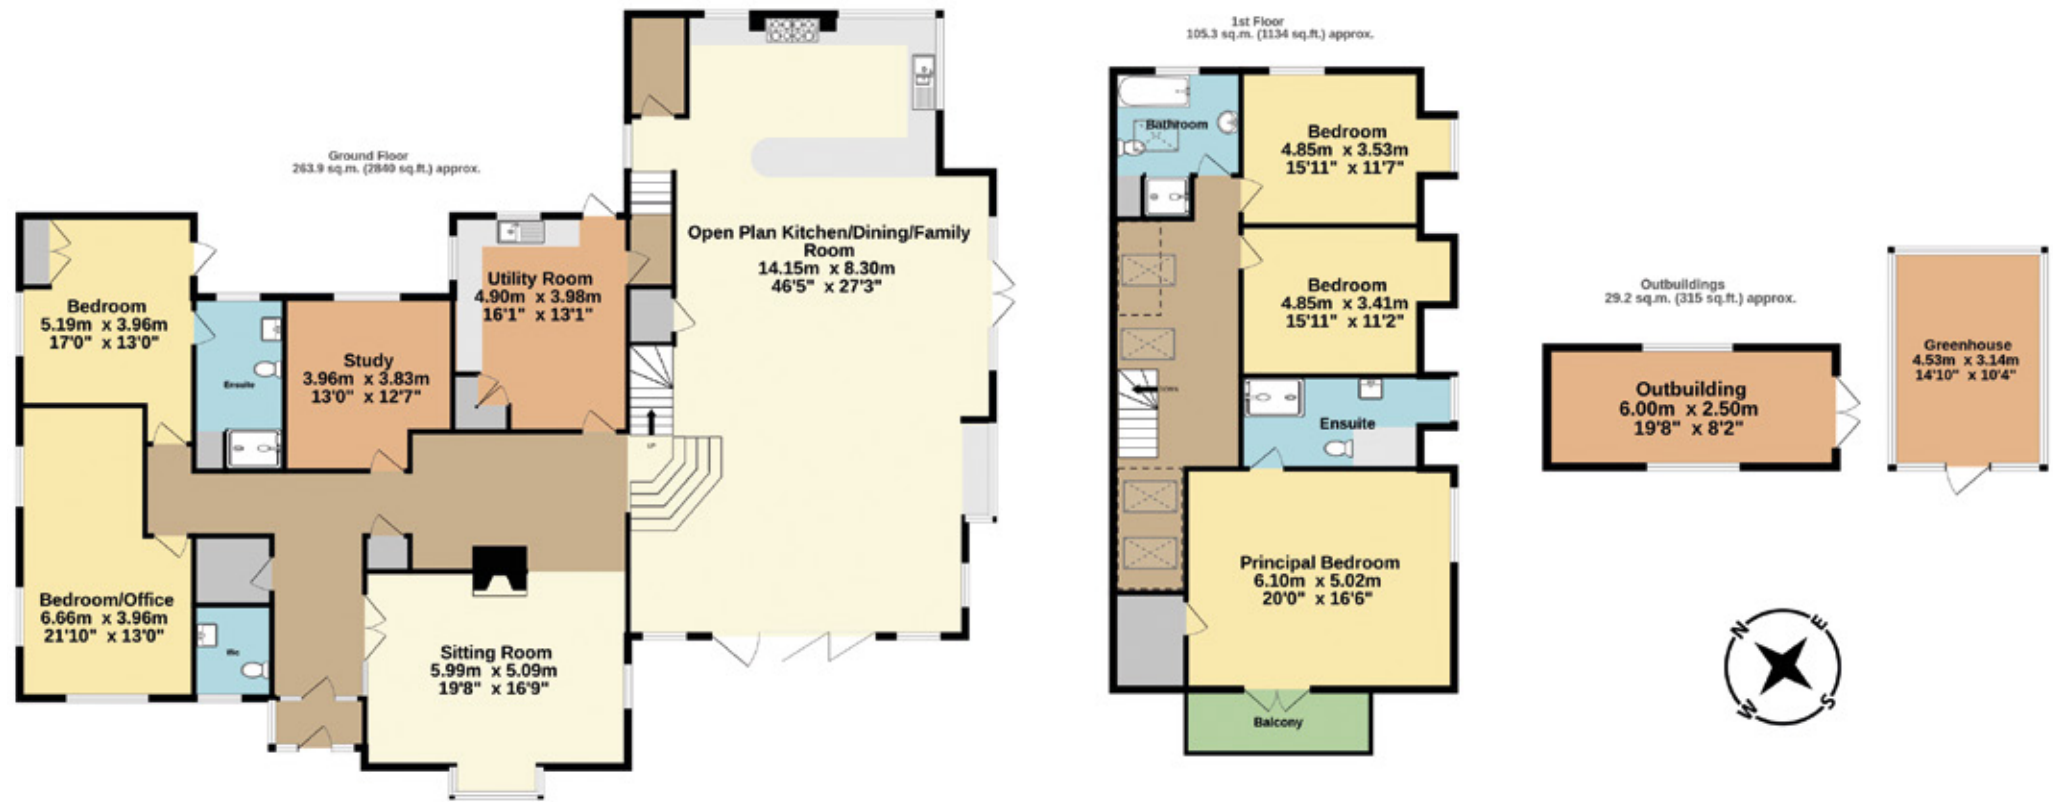 Ground Floor
263.9 sq.m. (2840 sq.ft.) approx.
Bedroom
5.19m x 3.96m
17'0" x 13'0"
Ensuite
Study
3.96m x 3.83m
13'0" x 12'7"
Utility Room
4.90m x 3.98m
16'1" x 13'1"
Open Plan Kitchen/Dining/Family
Room
14.15m x 8.30m
46'5" x 27'3"
UP
Bedroom/Office
6.66m x 3.96m
21'10" x 13'0"
Wc
Sitting Room
5.99m x 5.09m
19'8" x 16'9"
1st Floor
105.3 sq.m. (1134 sq.ft.) approx.
Bathroom
Bedroom
4.85m x 3.53m
15'11" x 11'7"
Bedroom
4.85m x 3.41m
15'11" x 11'2"
Ensuite
Principal Bedroom
6.10m x 5.02m
20'0" x 16'6"
Balcony
Outbuildings
29.2 sq.m. (315 sq.ft.) approx.
Outbuilding
6.00m x 2.50m
19'8" x 8'2"
Greenhouse
4.53m x 3.14m
14'10" x 10'4"
N
E
W
S